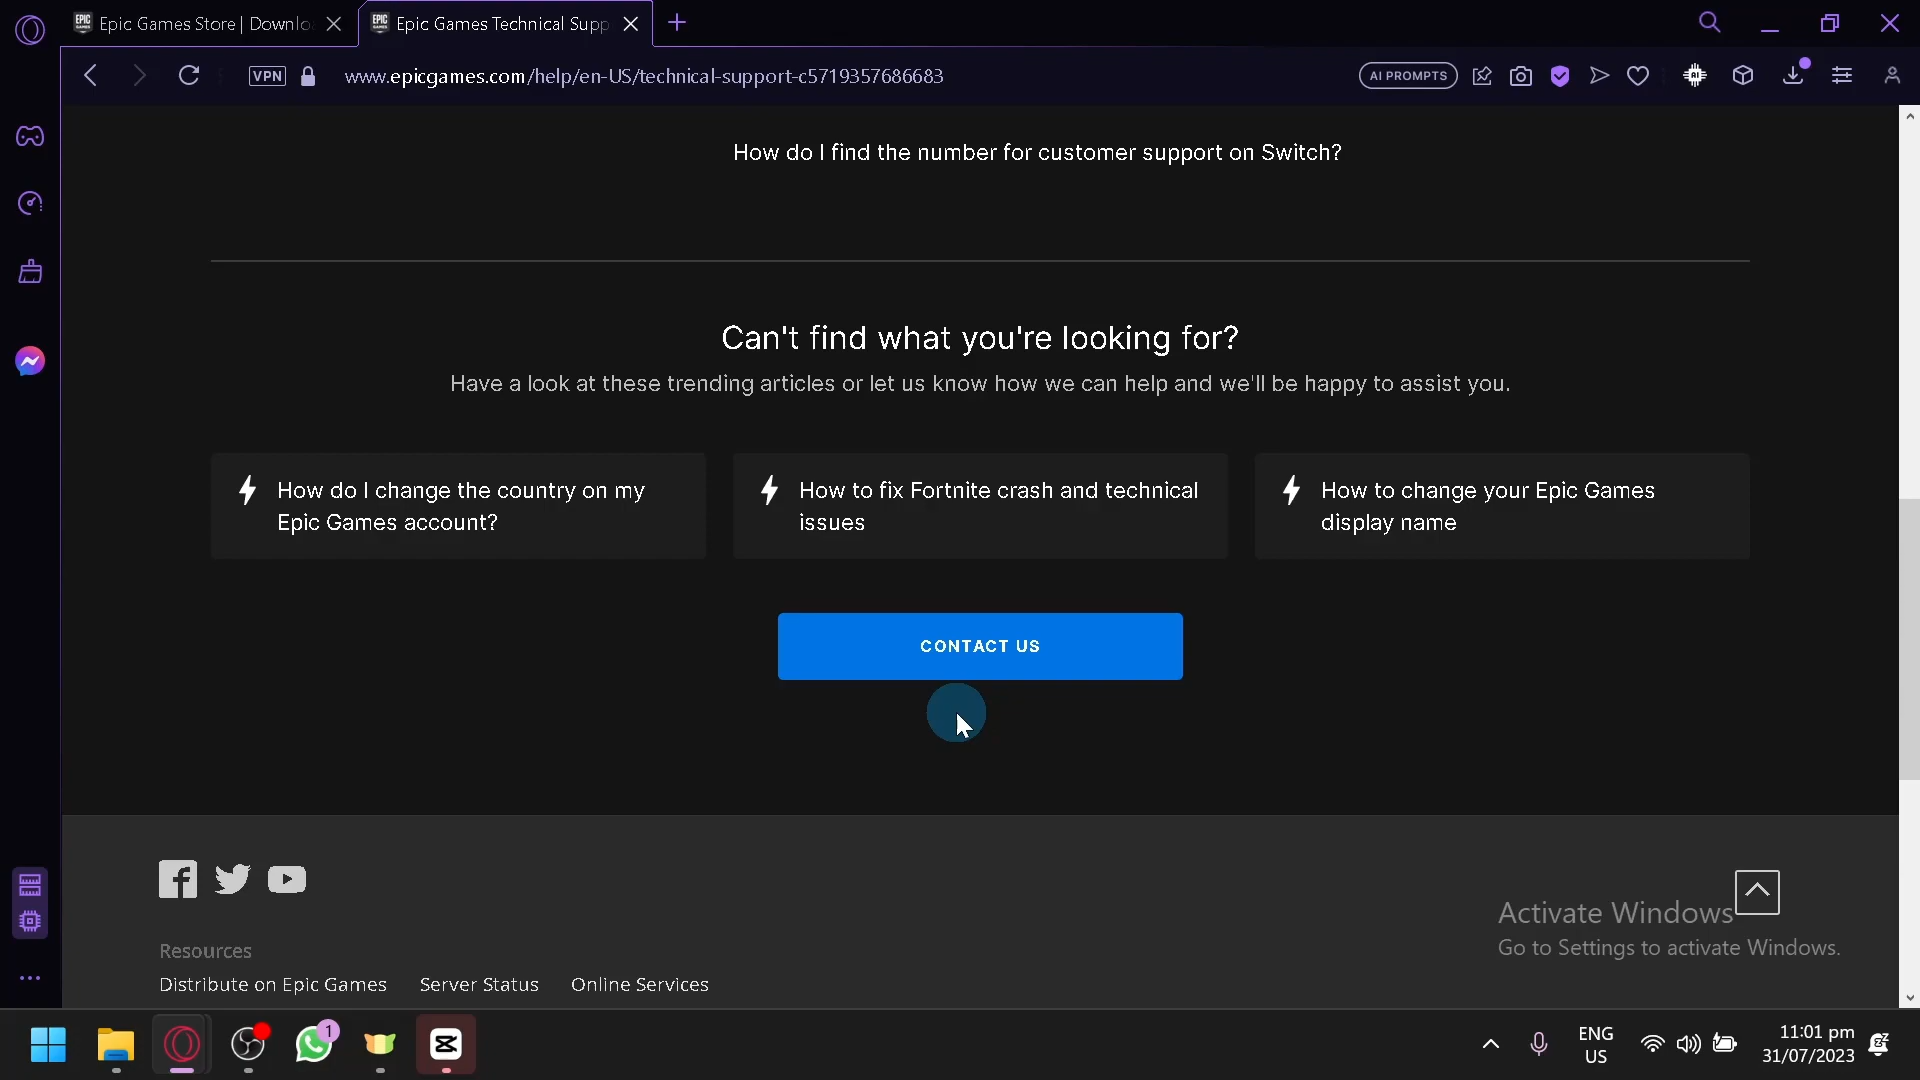 Epic Games Store | Downlo
Epic Games Technical Supp
VPN
www.epicgames.com/help/en-US/technical-support-c5719357686683
AI PROMPTS
How do I find the number for customer support on Switch?
Can't find what you're looking for?
Have a look at these trending articles or let us know how we can help and we'll be happy to assist you.
How do I change the country on my
Epic Games account?
How to fix Fortnite crash and technical
issues
How to change your Epic Games
display name
CONTACT US
Activate Windows
Go to Settings to activate Windows.
Resources
Distribute on Epic Games
Server Status
Online Services
1
ENG
US
11:01 pm
31/07/2023